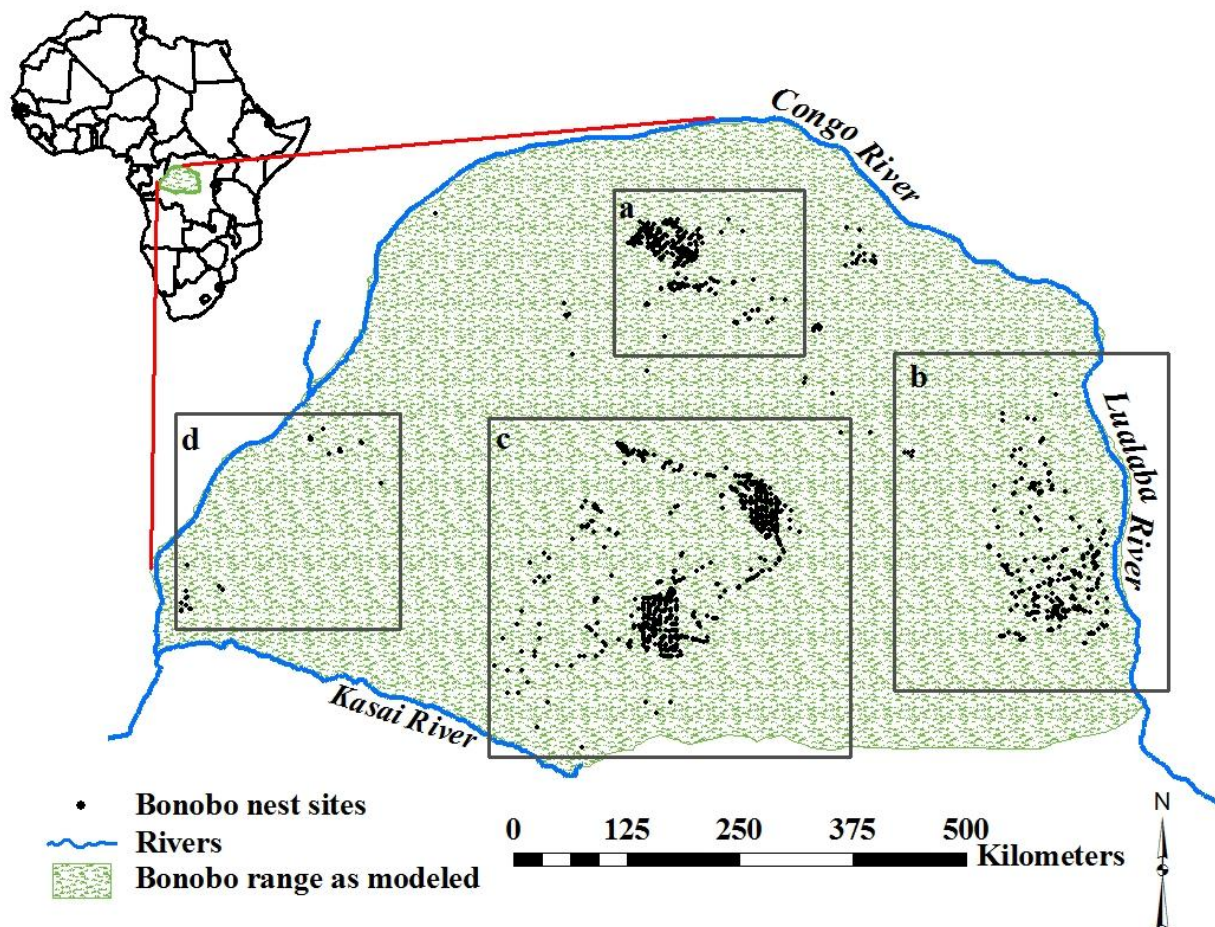 Congo River
a
b
Lualaba River
d
c
Kasai River
Bonobo nest sites
Rivers
Bonobo range as modeled
0 125 250 375 500
Kilometers
N